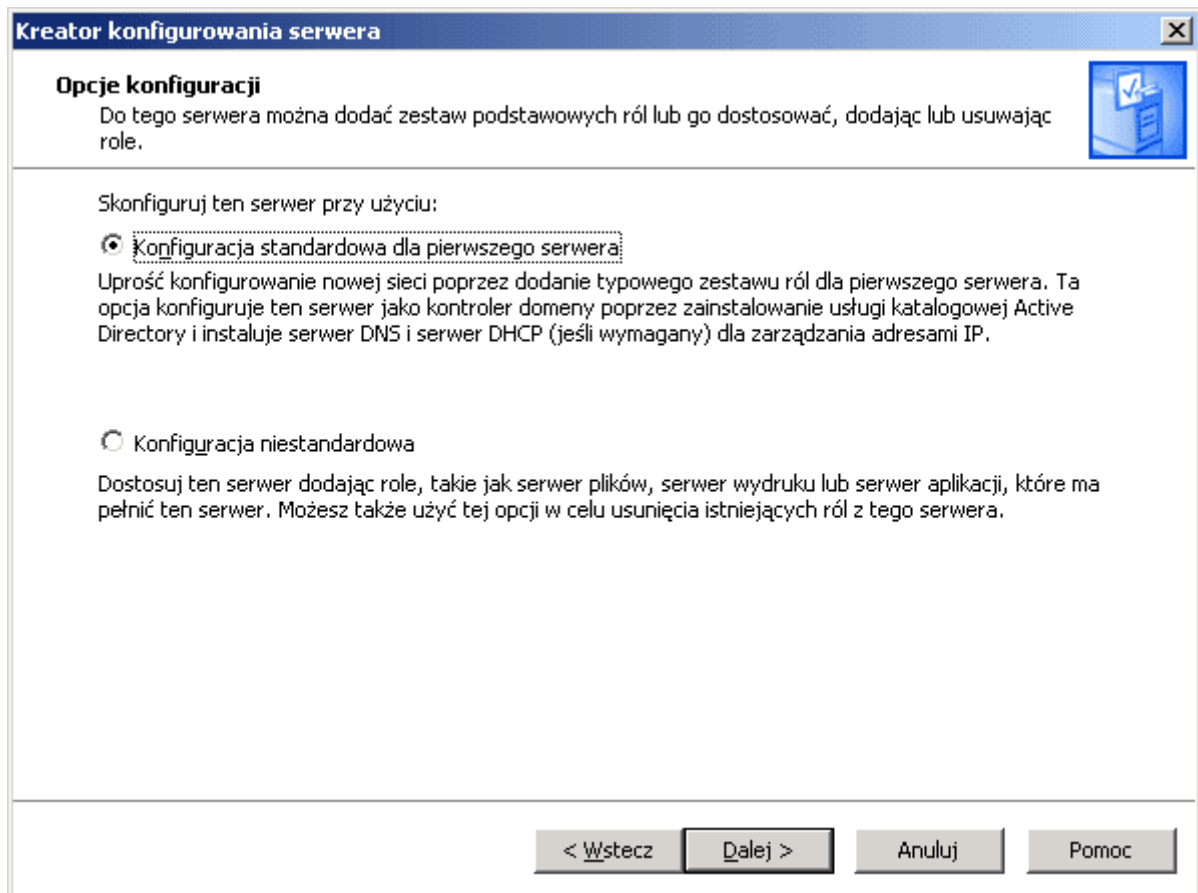 Kreator konfigurowania serwera
Opcje konfiguracji
Do tego serwera można dodać zestaw podstawowych ról lub go dostosować, dodając lub usuwając
role.
Skonfiguruj ten serwer przy użyciu:
Konfiguracja standardowa dla pierwszego serwera
Uprość konfigurowanie nowej sieci poprzez dodanie typowego zestawu ról dla pierwszego serwera. Ta
opcja konfiguruje ten serwer jako kontroler domeny poprzez zainstalowanie usługi katalogowej Active
Directory i instaluje serwer DNS i serwer DHCP (jeśli wymagany) dla zarządzania adresami IP.
Konfiguracja niestandardowa
Dostosuj ten serwer dodając role, takie jak serwer plików, serwer wydruku lub serwer aplikacji, które ma
pełnić ten serwer. Możesz także użyć tej opcji w celu usunięcia istniejących ról z tego serwera.
< Wstecz Dalej > Anuluj Pomoc